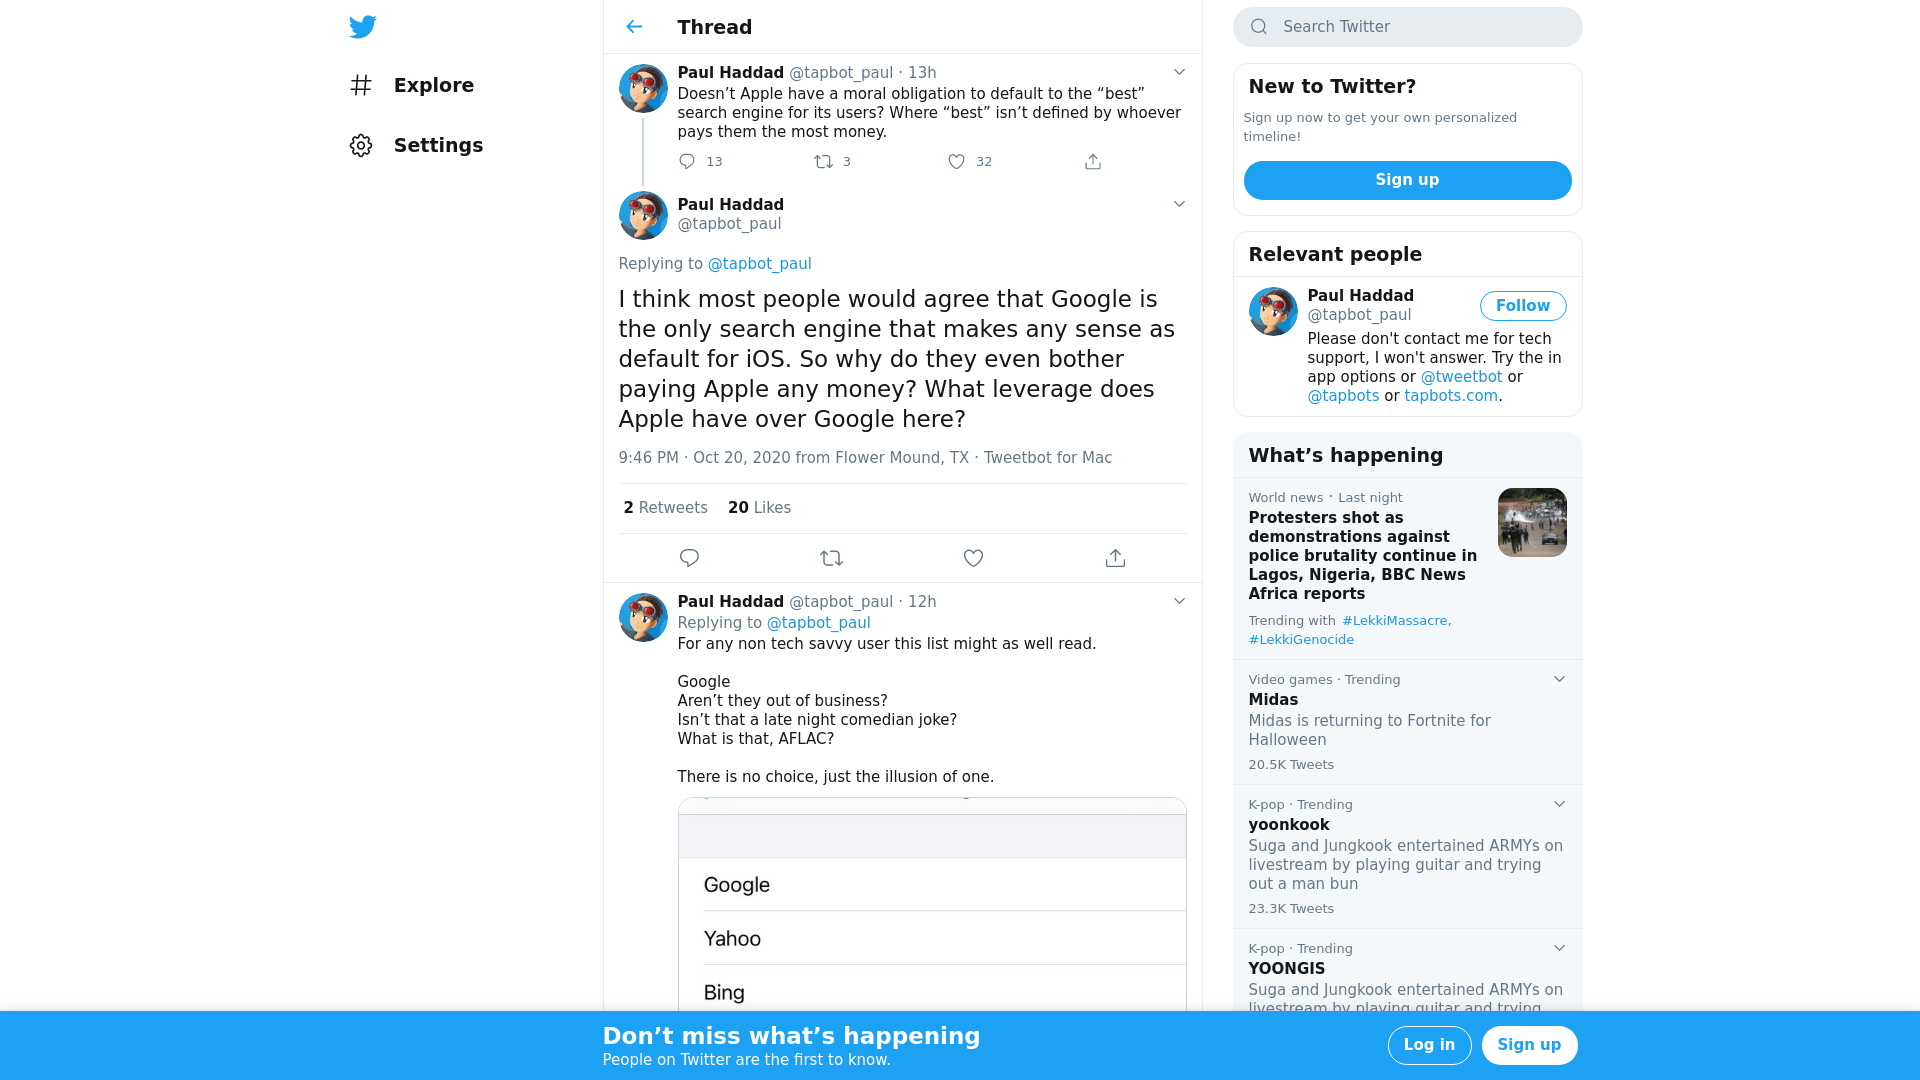 Explore
Settings
Thread
Paul Haddad @tapbot_paul · 13h
Doesn’t Apple have a moral obligation to default to the “best”
search engine for its users? Where “best” isn’t defined by whoever
pays them the most money.
13 3 32
Paul Haddad
@tapbot_paul
Replying to @tapbot_paul
I think most people would agree that Google is
the only search engine that makes any sense as
default for iOS. So why do they even bother
paying Apple any money? What leverage does
Apple have over Google here?
9:46 PM · Oct 20, 2020 from Flower Mound, TX · Tweetbot for Mac
2 Retweets 20 Likes
Paul Haddad @tapbot_paul · 12h
Replying to @tapbot_paul
For any non tech savvy user this list might as well read.
Google
Aren’t they out of business?
Isn’t that a late night comedian joke?
What is that, AFLAC?
There is no choice, just the illusion of one.
Google
Yahoo
Bing
Search Twitter
New to Twitter?
Sign up now to get your own personalized
timeline!
Sign up
Relevant people
Paul Haddad
@tapbot_paul
Follow
Please don't contact me for tech
support, I won't answer. Try the in
app options or @tweetbot or
@tapbots or tapbots.com.
What’s happening
World news · Last night
Protesters shot as
demonstrations against
police brutality continue in
Lagos, Nigeria, BBC News
Africa reports
Trending with #LekkiMassacre,
#LekkiGenocide
Video games · Trending
Midas
Midas is returning to Fortnite for
Halloween
20.5K Tweets
K-pop · Trending
yoonkook
Suga and Jungkook entertained ARMYs on
livestream by playing guitar and trying
out a man bun
23.3K Tweets
K-pop · Trending
YOONGIS
Suga and Jungkook entertained ARMYs on
livestream by playing guitar and trying
Don’t miss what’s happening
People on Twitter are the first to know.
Log in
Sign up